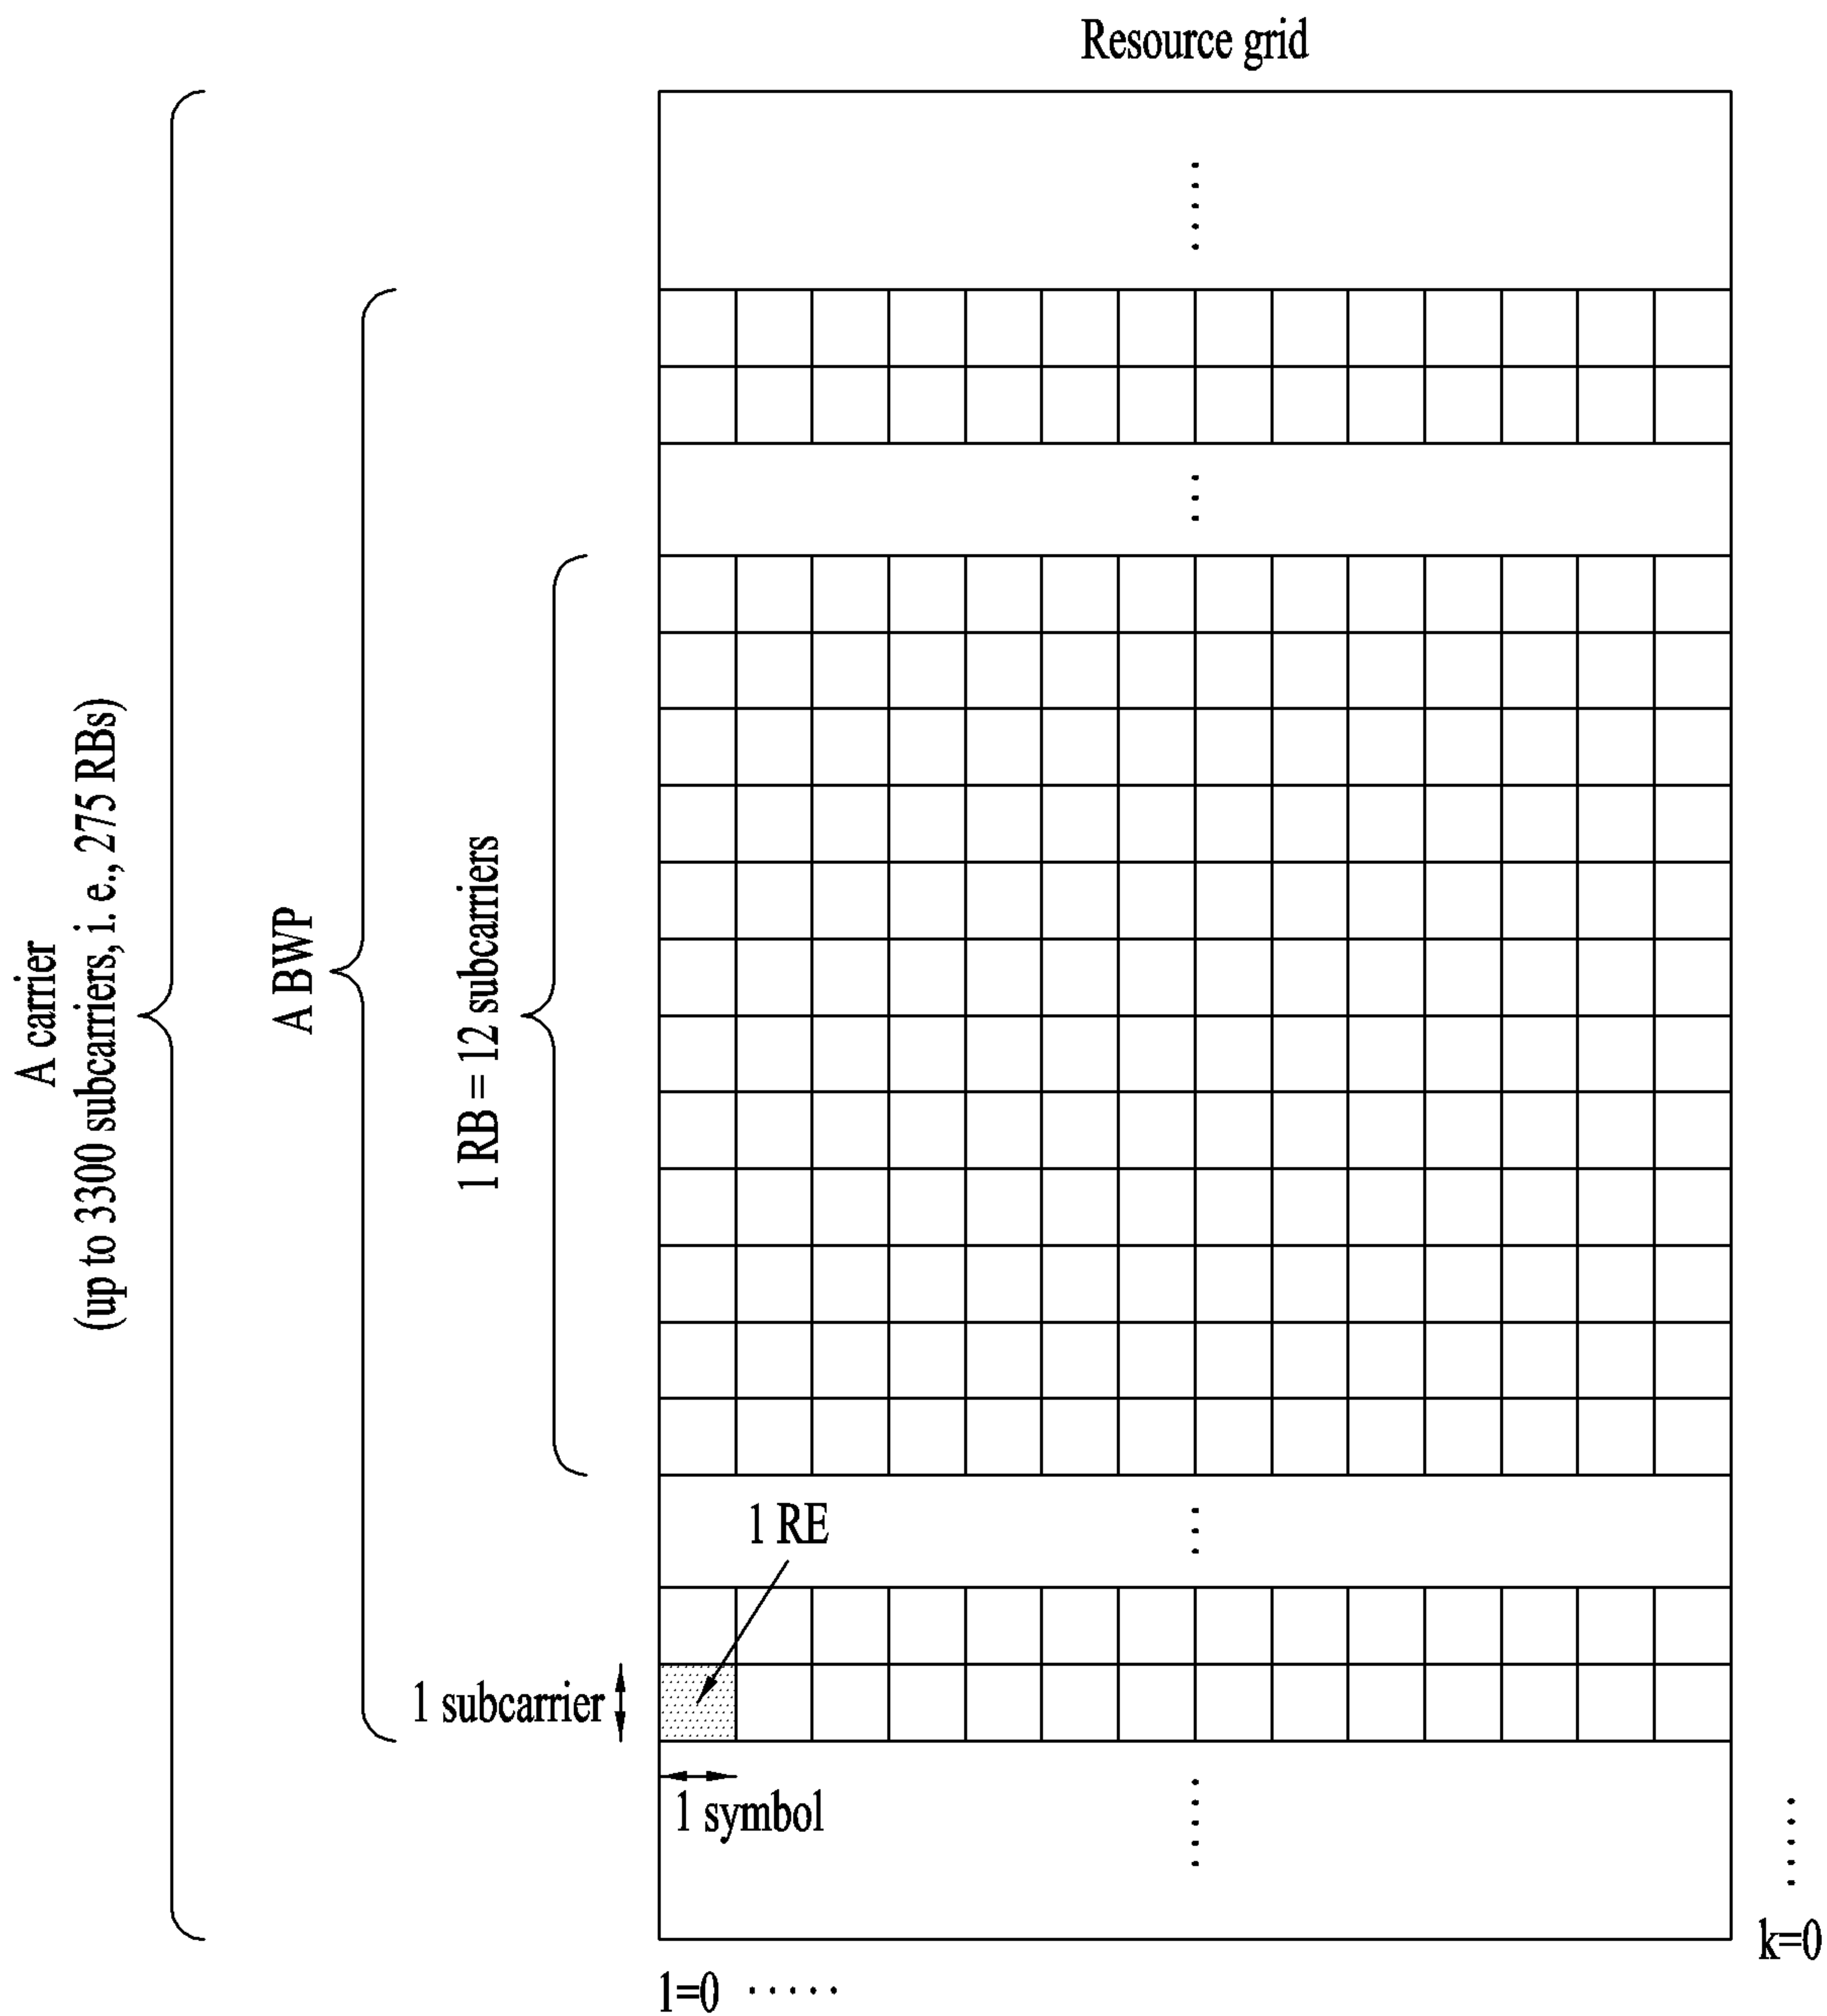 Resource grid
A carrier
(up to 3300 subcarriers, i. e., 275 RBs)
A BWP
1 RB = 12 subcarriers
1 RE
1 subcarrier
1 symbol
k=0
l=0 ·····